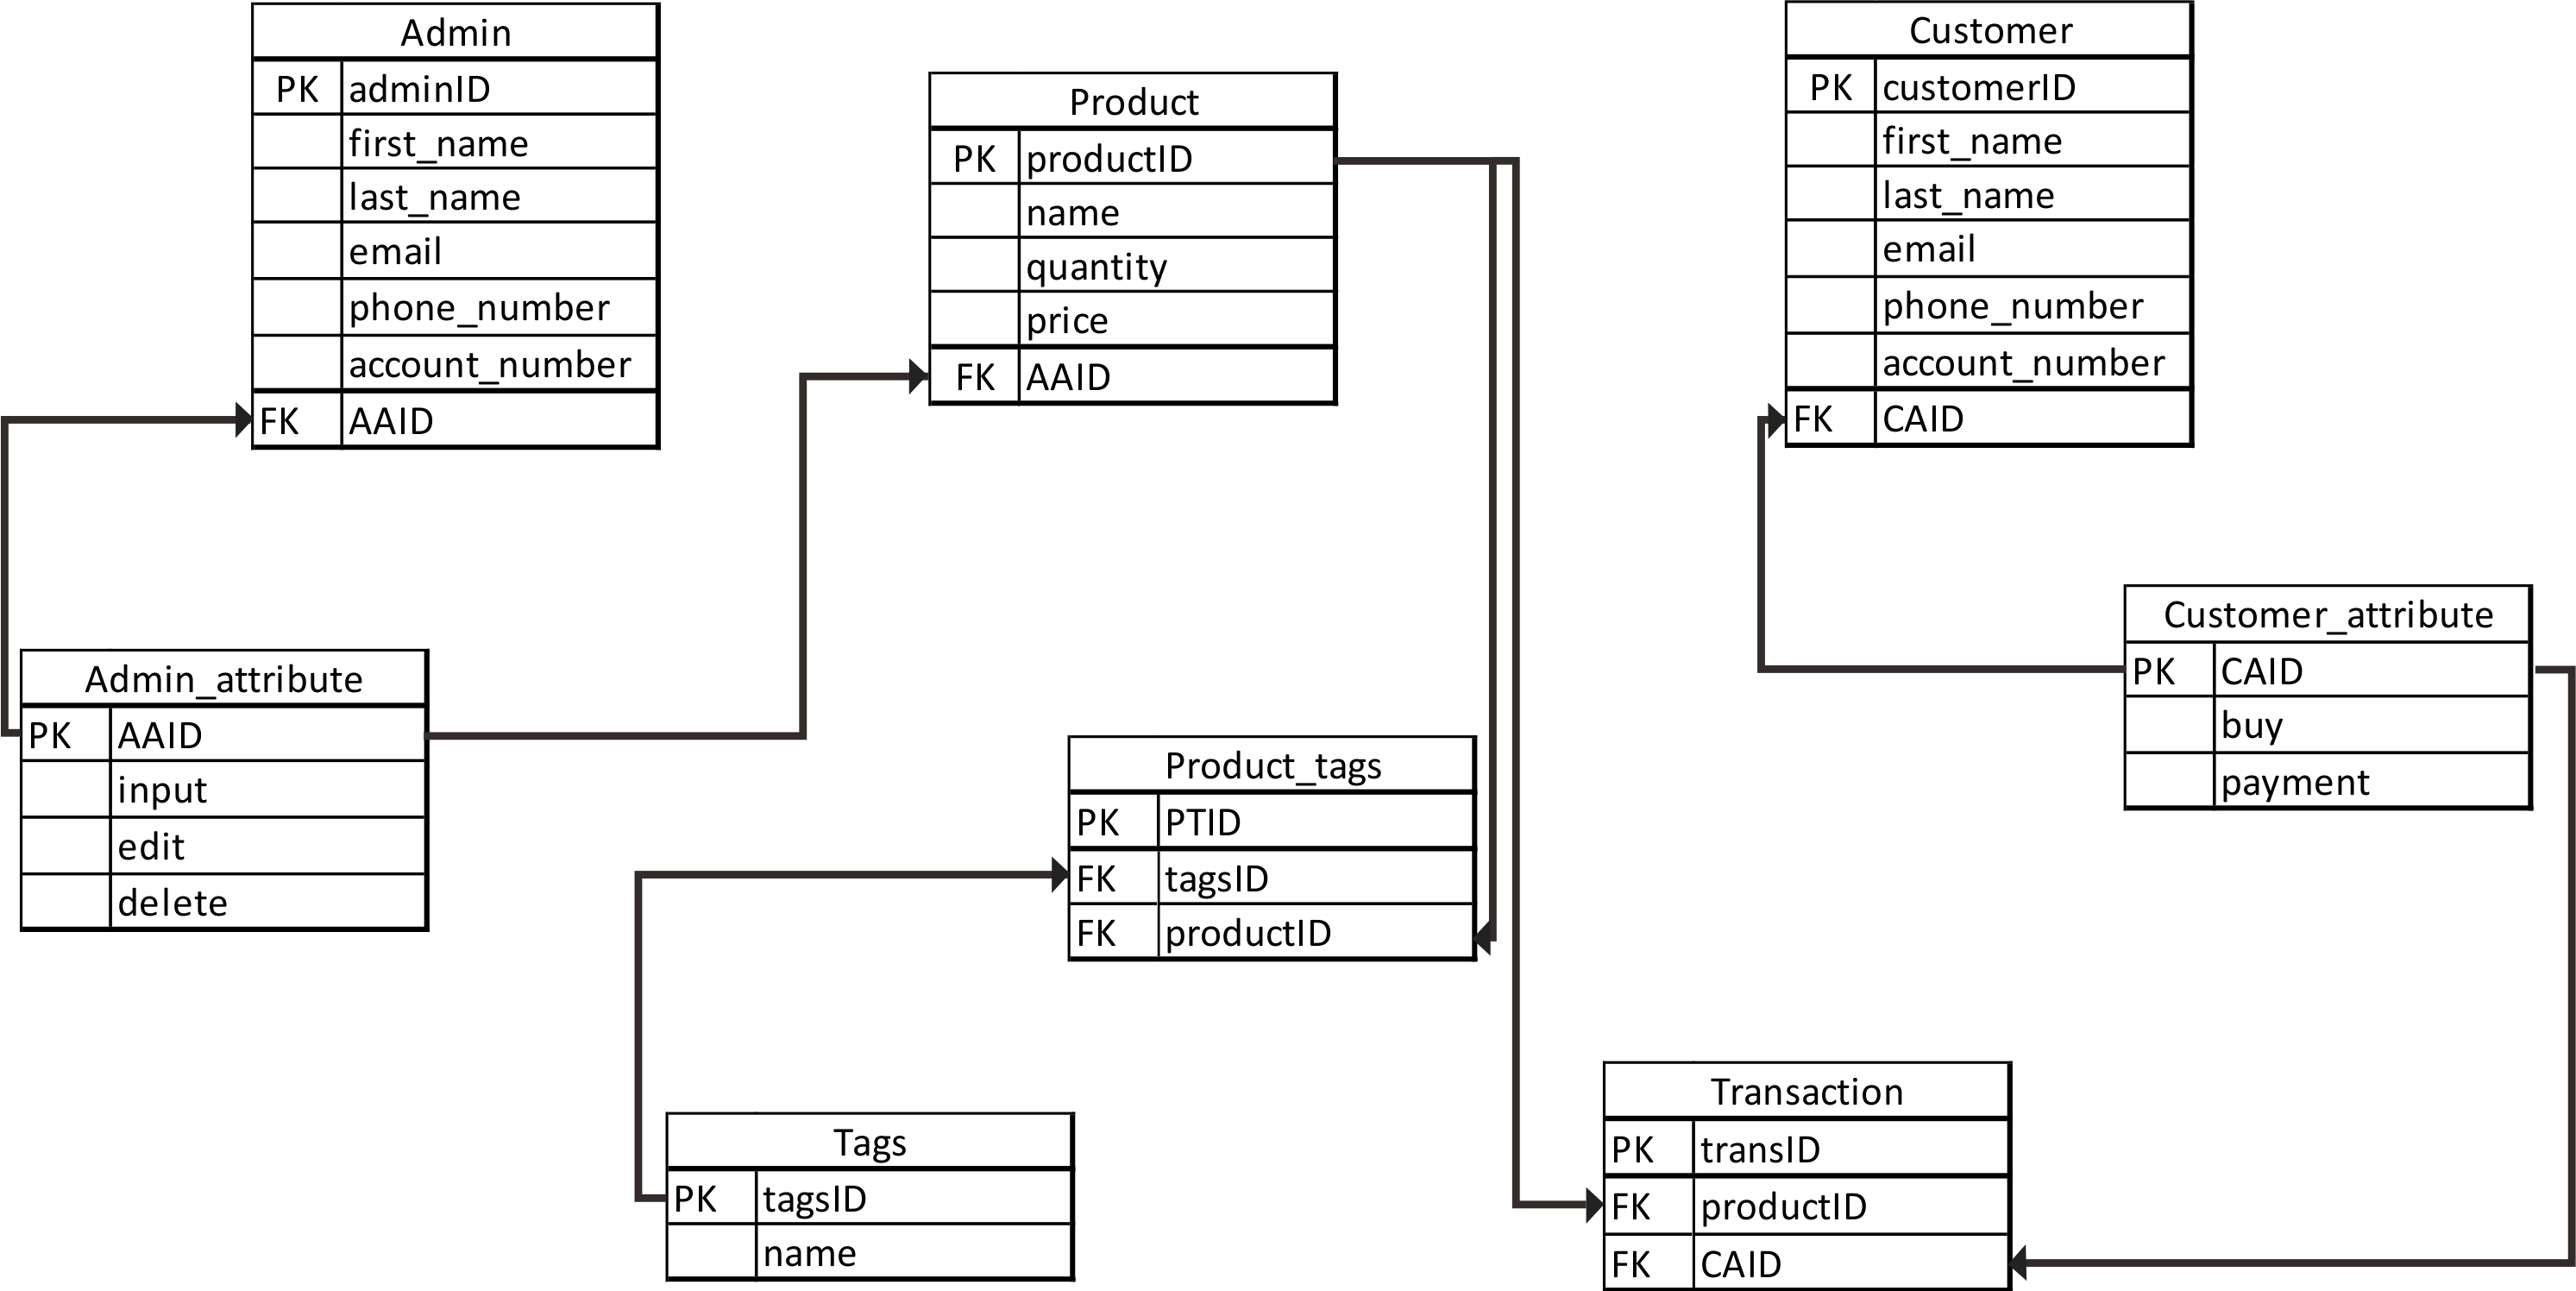 Admin
PK adminID
first_name
last_name
email
phone_number
account_number
FK AAID
Product
PK productID
name
quantity
price
FK AAID
Customer
PK customerID
first_name
last_name
email
phone_number
account_number
FK CAID
Admin_attribute
PK AAID
input
edit
delete
Product_tags
PK PTID
FK tagsID
FK productID
Customer_attribute
PK CAID
buy
payment
Tags
PK tagsID
name
Transaction
PK transID
FK productID
FK CAID